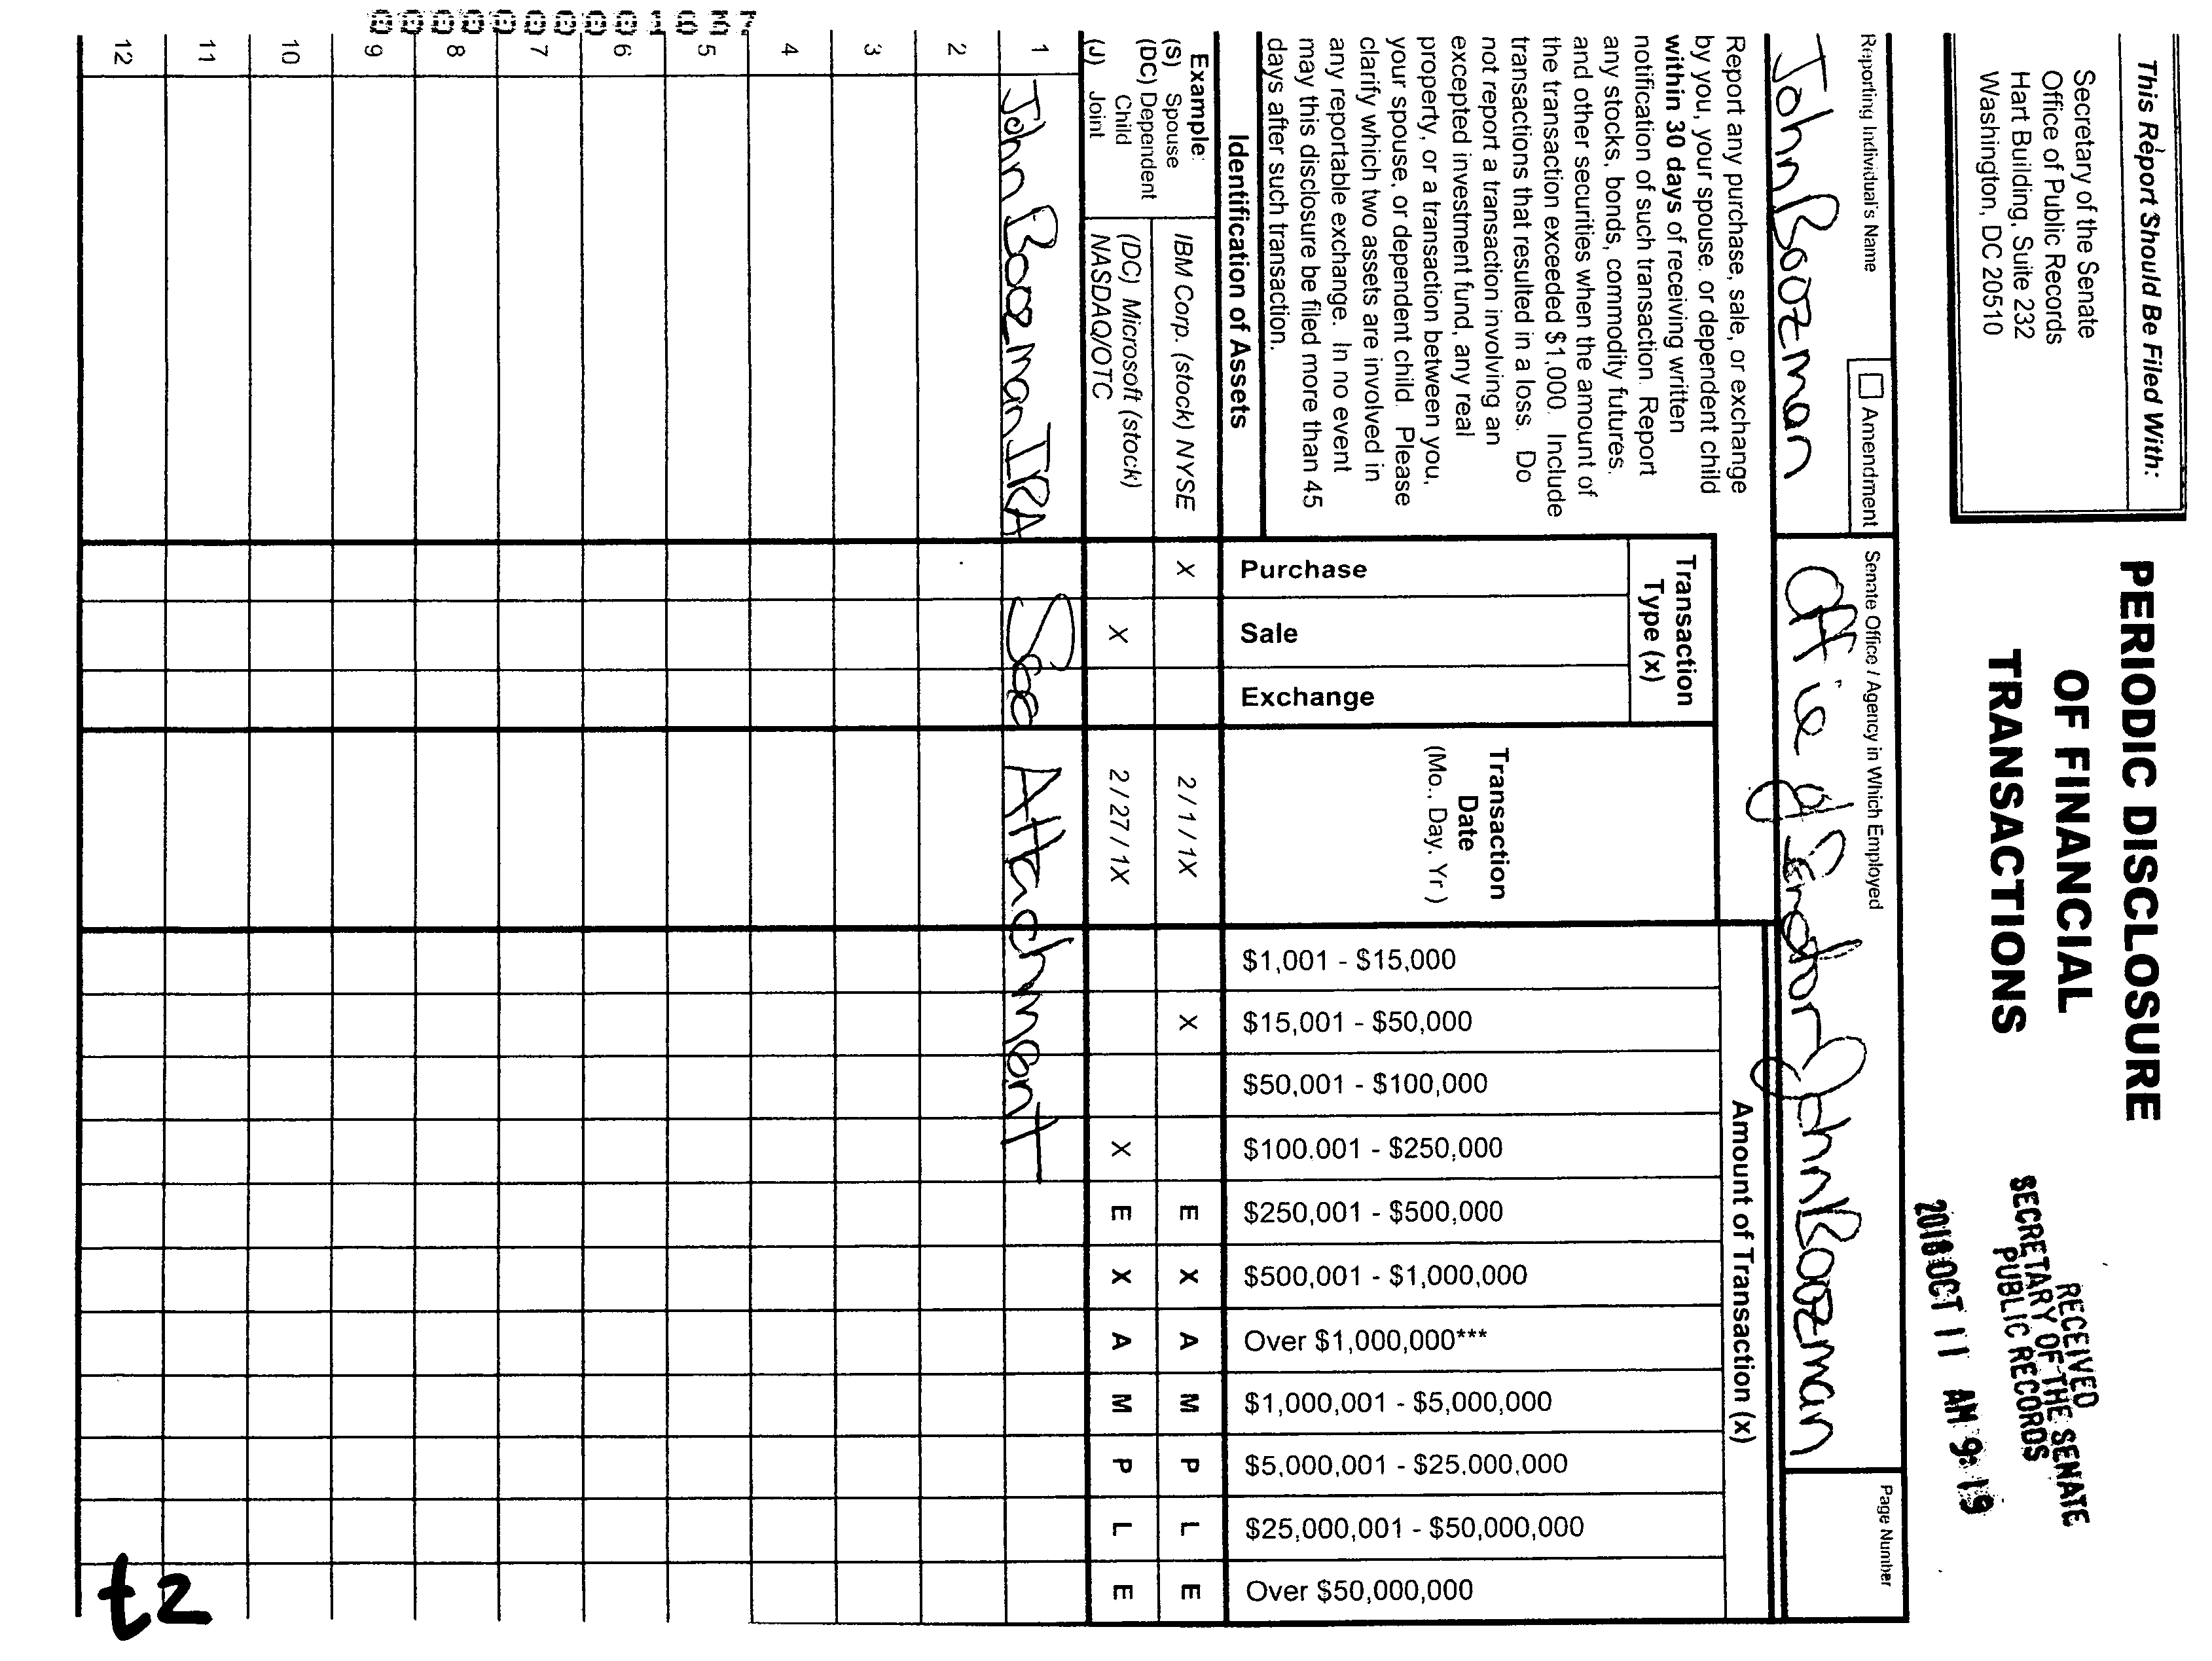 This Report Should Be Filed With:
Secretary of the Senate
Office of Public Records
Hart Building, Suite 232
Washington, DC 20510
PERIODIC DISCLOSURE
OF FINANCIAL
TRANSACTIONS
RECEIVED
SECRETARY OF THE SENATE
PUBLIC RECORDS
2018 OCT 11 AM 9:19
Reporting Individual's Name
John Boozman
Amendment
Senate Office / Agency in Which Employed
Office of Senator John Boozman
Page Number
Report any purchase, sale, or exchange
by you, your spouse, or dependent child
within 30 days of receiving written
notification of such transaction. Report
any stocks, bonds, commodity futures,
and other securities when the amount of
the transaction exceeded $1,000. Include
transactions that resulted in a loss. Do
not report a transaction involving an
excepted investment fund, any real
property, or a transaction between you,
your spouse, or dependent child. Please
clarify which two assets are involved in
any reportable exchange. In no event
may this disclosure be filed more than 45
days after such transaction.
Identification of Assets
Transaction
Type (x)
Purchase
Sale
Exchange
Transaction
Date
(Mo., Day, Yr.)
Amount of Transaction (x)
$1,001 - $15,000
$15,001 - $50,000
$50,001 - $100,000
$100,001 - $250,000
$250,001 - $500,000
$500,001 - $1,000,000
Over $1,000,000***
$1,000,001 - $5,000,000
$5,000,001 - $25,000,000
$25,000,001 - $50,000,000
Over $50,000,000
Example:
(S) Spouse
(DC) Dependent
Child
(J) Joint
IBM Corp. (stock) NYSE X 2/1/1X X E X A M P L E
(DC) Microsoft (stock)
NASDAQ/OTC X 2/27/1X X E X A M P L E
1 John Boozman IRA See Attachment
2
3
4
5
6
7
8
9
10
11
12
t2